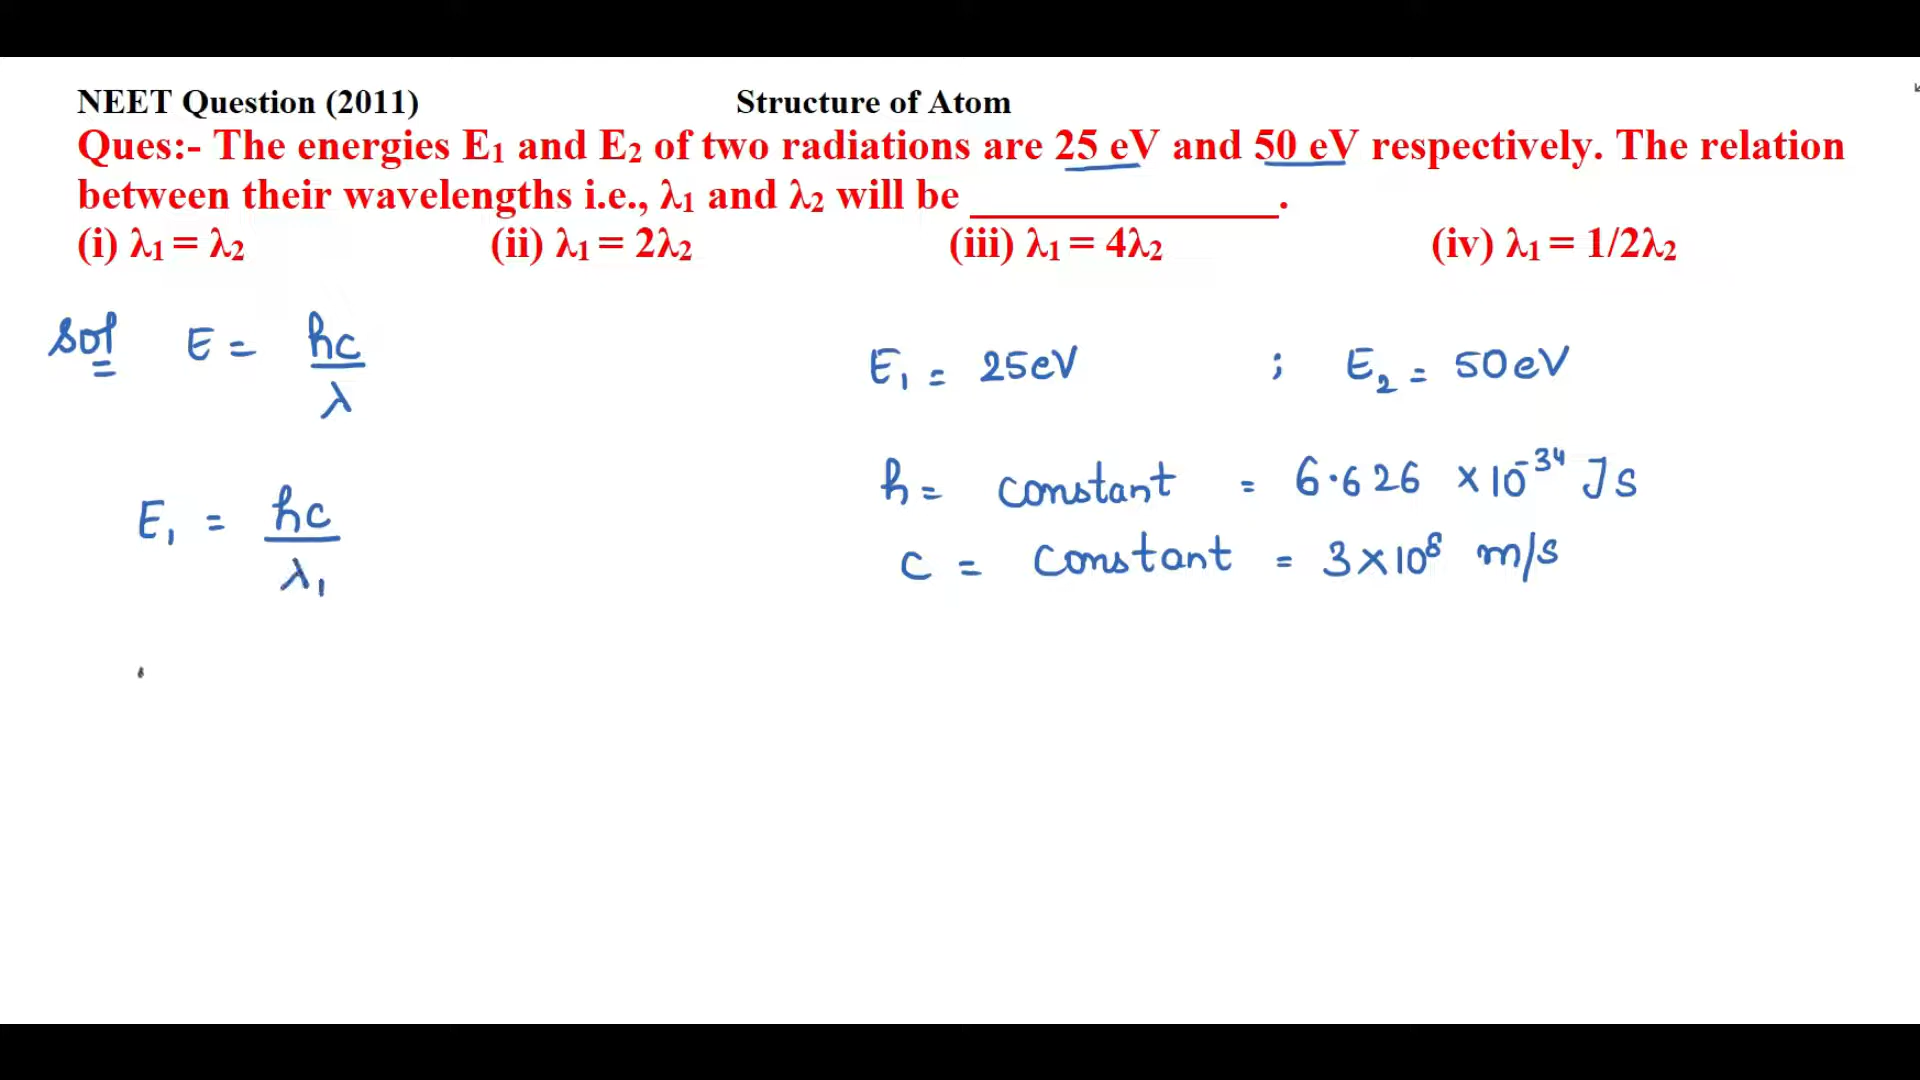 NEET Question (2011) Structure of Atom
Ques:- The energies E₁ and E₂ of two radiations are 25 eV and 50 eV respectively. The relation
between their wavelengths i.e., λ₁ and λ₂ will be _______________.
(i) λ₁ = λ₂ (ii) λ₁ = 2λ₂ (iii) λ₁ = 4λ₂ (iv) λ₁ = 1/2λ₂
Sol E = hc/λ
E₁ = 25eV ; E₂ = 50eV
h = constant = 6.626 ×10⁻³⁴ Js
E₁ = hc/λ₁
c = constant = 3×10⁸ m/s